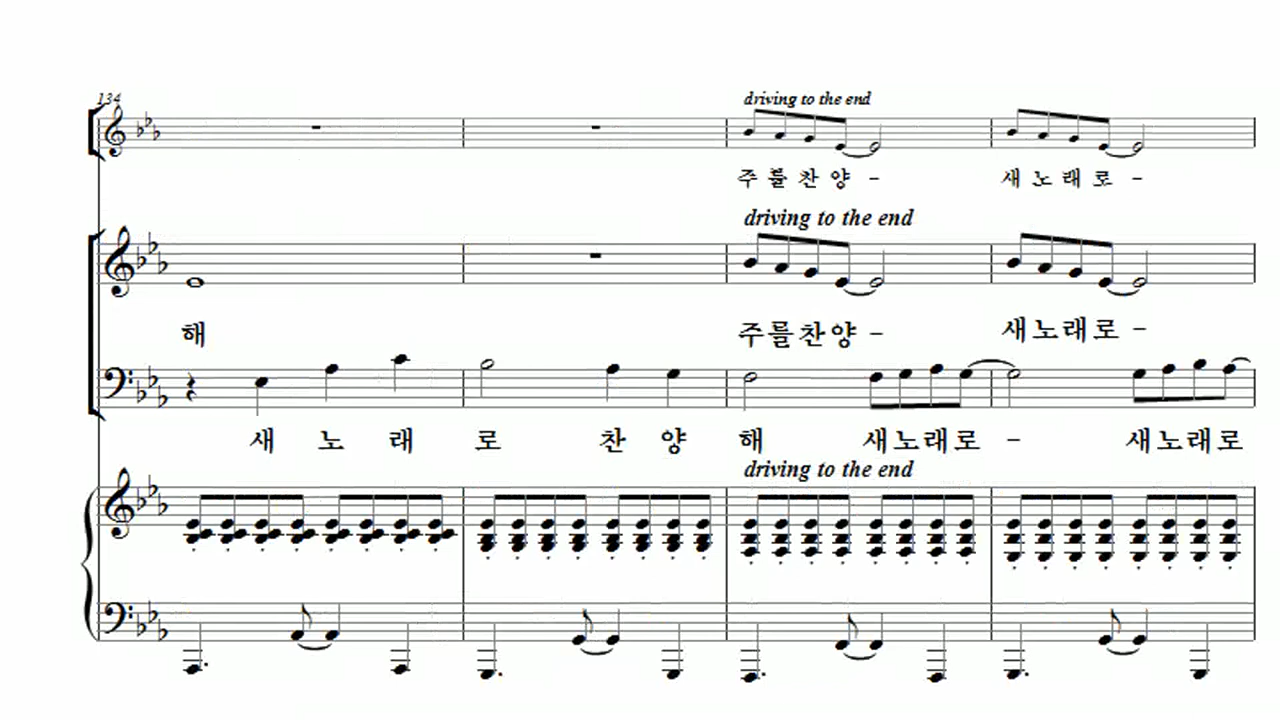 134
driving to the end
주 를 찬 양 -
새 노 래 로 -
driving to the end
해
주를찬양 -
새노래로 -
새 노 래 로 찬 양 해 새노래로 - 새노래로
driving to the end